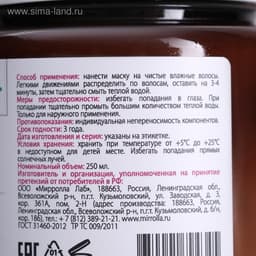 www.sima-land.ru
Способ применения: нанести маску на чистые влажные волосы.
Легкими движениями распределить по волосам, оставить на 3-4
минуты, затем тщательно смыть теплой водой.
Меры предосторожности: избегать попадания в глаза. При
попадании тщательно промыть большим количеством теплой воды.
Только для наружного применения.
Противопоказания: индивидуальная непереносимость компонентов.
Срок годности: 3 года.
Дата изготовления и серия: указаны на этикетке.
Условия хранения: хранить при температуре от +5°С до +25°С
в недоступном для детей месте. Избегать попадания прямых
солнечных лучей.
Номинальный объем: 250 мл.
Изготовитель и организация, уполномоченная на принятие
претензий от потребителей в РФ:
ООО «Мирролла Лаб», 188663, Россия, Ленинградская обл.,
Всеволожский р-н, г.п. Кузьмоловский, ул. Заводская, д. 3,
кор. 361А, пом. 2-Н (адрес места производства: 188663,
Россия, Ленинградская обл., Всеволожский р-н, г.п. Кузьмоловский, б/н,
тел. + 7 (812) 389-21-21. www.mirrolla.ru
ГОСТ 31460-2012 ТР ТС 009/2011
ЕАС